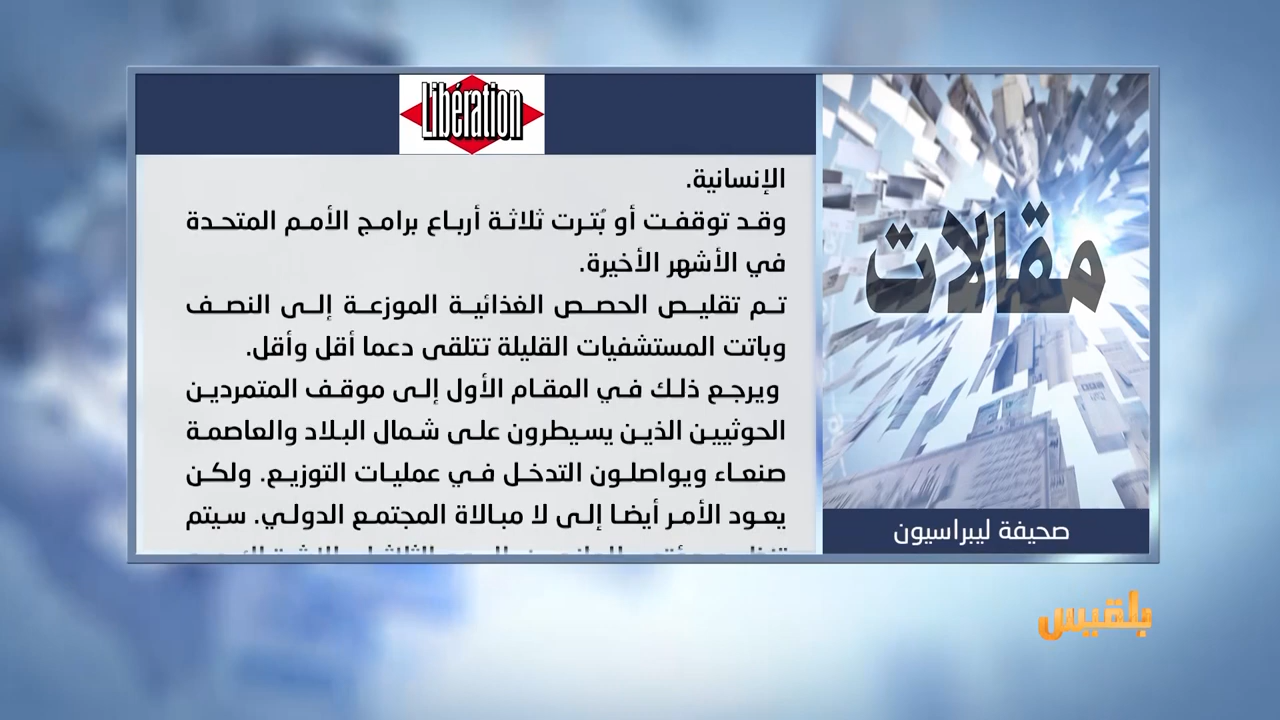 Libération
الإنسانية.
وقد توقفت أو بُترت ثلاثة أرباع برامج الأمم المتحدة
في الأشهر الأخيرة.
تم تقليص الحصص الغذائية الموزعة إلى النصف
وباتت المستشفيات القليلة تتلقى دعما أقل وأقل.
ويرجع ذلك في المقام الأول إلى موقف المتمردين
الحوثيين الذين يسيطرون على شمال البلاد والعاصمة
صنعاء ويواصلون التدخل في عمليات التوزيع. ولكن
يعود الأمر أيضا إلى لا مبالاة المجتمع الدولي. سيتم
مقالات
صحيفة ليبراسيون
بلقيس